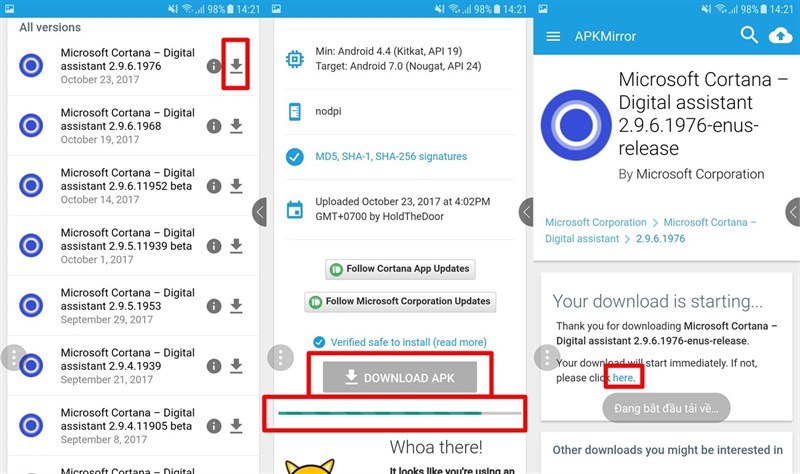 98% 14:21
All versions
Microsoft Cortana – Digital
assistant 2.9.6.1976
October 23, 2017
Microsoft Cortana – Digital
assistant 2.9.6.1968
October 19, 2017
Microsoft Cortana – Digital
assistant 2.9.6.11952 beta
October 14, 2017
Microsoft Cortana – Digital
assistant 2.9.5.11939 beta
October 1, 2017
Microsoft Cortana – Digital
assistant 2.9.5.1953
September 29, 2017
Microsoft Cortana – Digital
assistant 2.9.4.1939
September 21, 2017
Microsoft Cortana – Digital
assistant 2.9.4.11905 beta
September 8, 2017
98% 14:21
Min: Android 4.4 (Kitkat, API 19)
Target: Android 7.0 (Nougat, API 24)
nodpi
MD5, SHA-1, SHA-256 signatures
Uploaded October 23, 2017 at 4:02PM
GMT+0700 by HoldTheDoor
Follow Cortana App Updates
Follow Microsoft Corporation Updates
Verified safe to install (read more)
DOWNLOAD APK
Whoa there!
It looks like you're using an
98% 14:21
APKMirror
Microsoft Cortana –
Digital assistant
2.9.6.1976-enus-
release
By Microsoft Corporation
Microsoft Corporation > Microsoft Cortana –
Digital assistant > 2.9.6.1976
Your download is starting...
Thank you for downloading Microsoft Cortana –
Digital assistant 2.9.6.1976-enus-release.
Your download will start immediately. If not,
please click here.
Đang bắt đầu tải về…
Other downloads you might be interested in